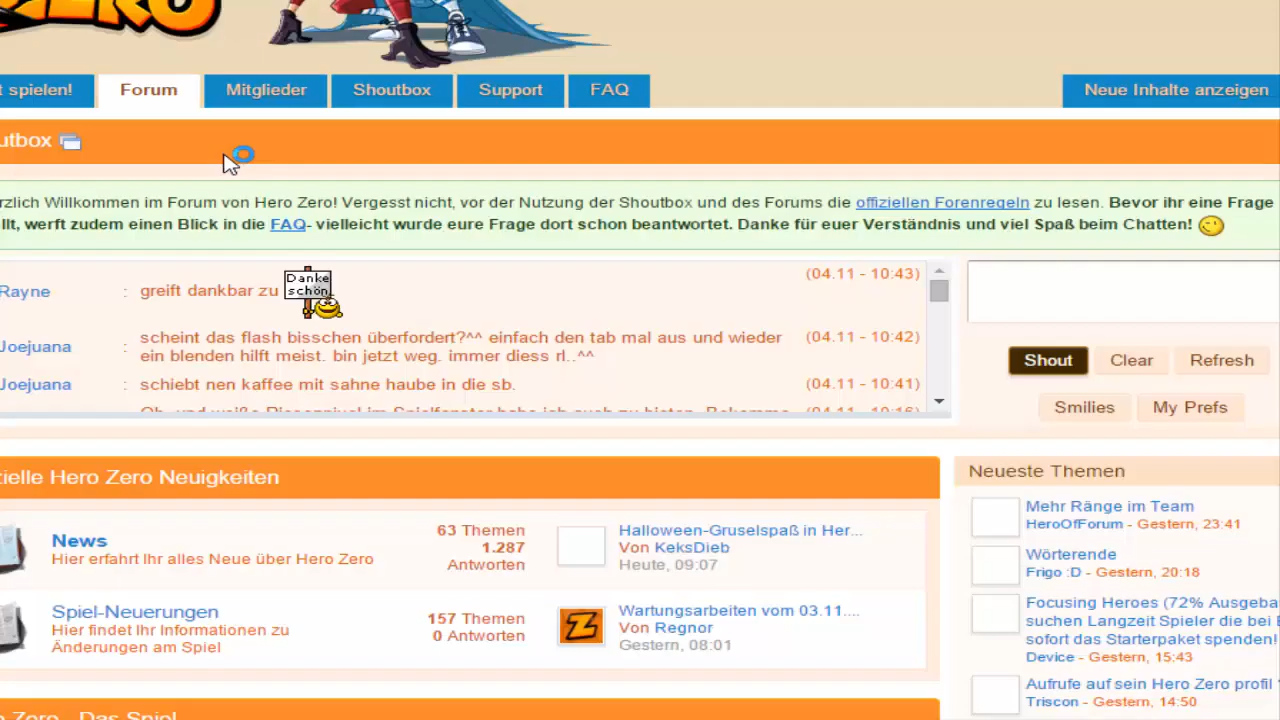 ZERO
t spielen! Forum Mitglieder Shoutbox Support FAQ Neue Inhalte anzeigen
utbox
rzlich Willkommen im Forum von Hero Zero! Vergesst nicht, vor der Nutzung der Shoutbox und des Forums die offiziellen Forenregeln zu lesen. Bevor ihr eine Frage
llt, werft zudem einen Blick in die FAQ- vielleicht wurde eure Frage dort schon beantwortet. Danke für euer Verständnis und viel Spaß beim Chatten!
Rayne : greift dankbar zu Danke schön. (04.11 - 10:43)
Joejuana : scheint das flash bisschen überfordert?^^ einfach den tab mal aus und wieder (04.11 - 10:42)
ein blenden hilft meist. bin jetzt weg. immer diess rl..^^
Joejuana : schiebt nen kaffee mit sahne haube in die sb. (04.11 - 10:41)
Shout Clear Refresh
Smilies My Prefs
zielle Hero Zero Neuigkeiten
News
Hier erfahrt Ihr alles Neue über Hero Zero
63 Themen
1.287
Antworten
Halloween-Gruselspaß in Her...
Von KeksDieb
Heute, 09:07
Spiel-Neuerungen
Hier findet Ihr Informationen zu
Änderungen am Spiel
157 Themen
0 Antworten
Wartungsarbeiten vom 03.11....
Von Regnor
Gestern, 08:01
Neueste Themen
Mehr Ränge im Team
HeroOfForum - Gestern, 23:41
Wörterende
Frigo :D - Gestern, 20:18
Focusing Heroes (72% Ausgeba
suchen Langzeit Spieler die bei
sofort das Starterpaket spenden!
Device - Gestern, 15:43
Aufrufe auf sein Hero Zero profil
Triscon - Gestern, 14:50
Zero - Das Spiel